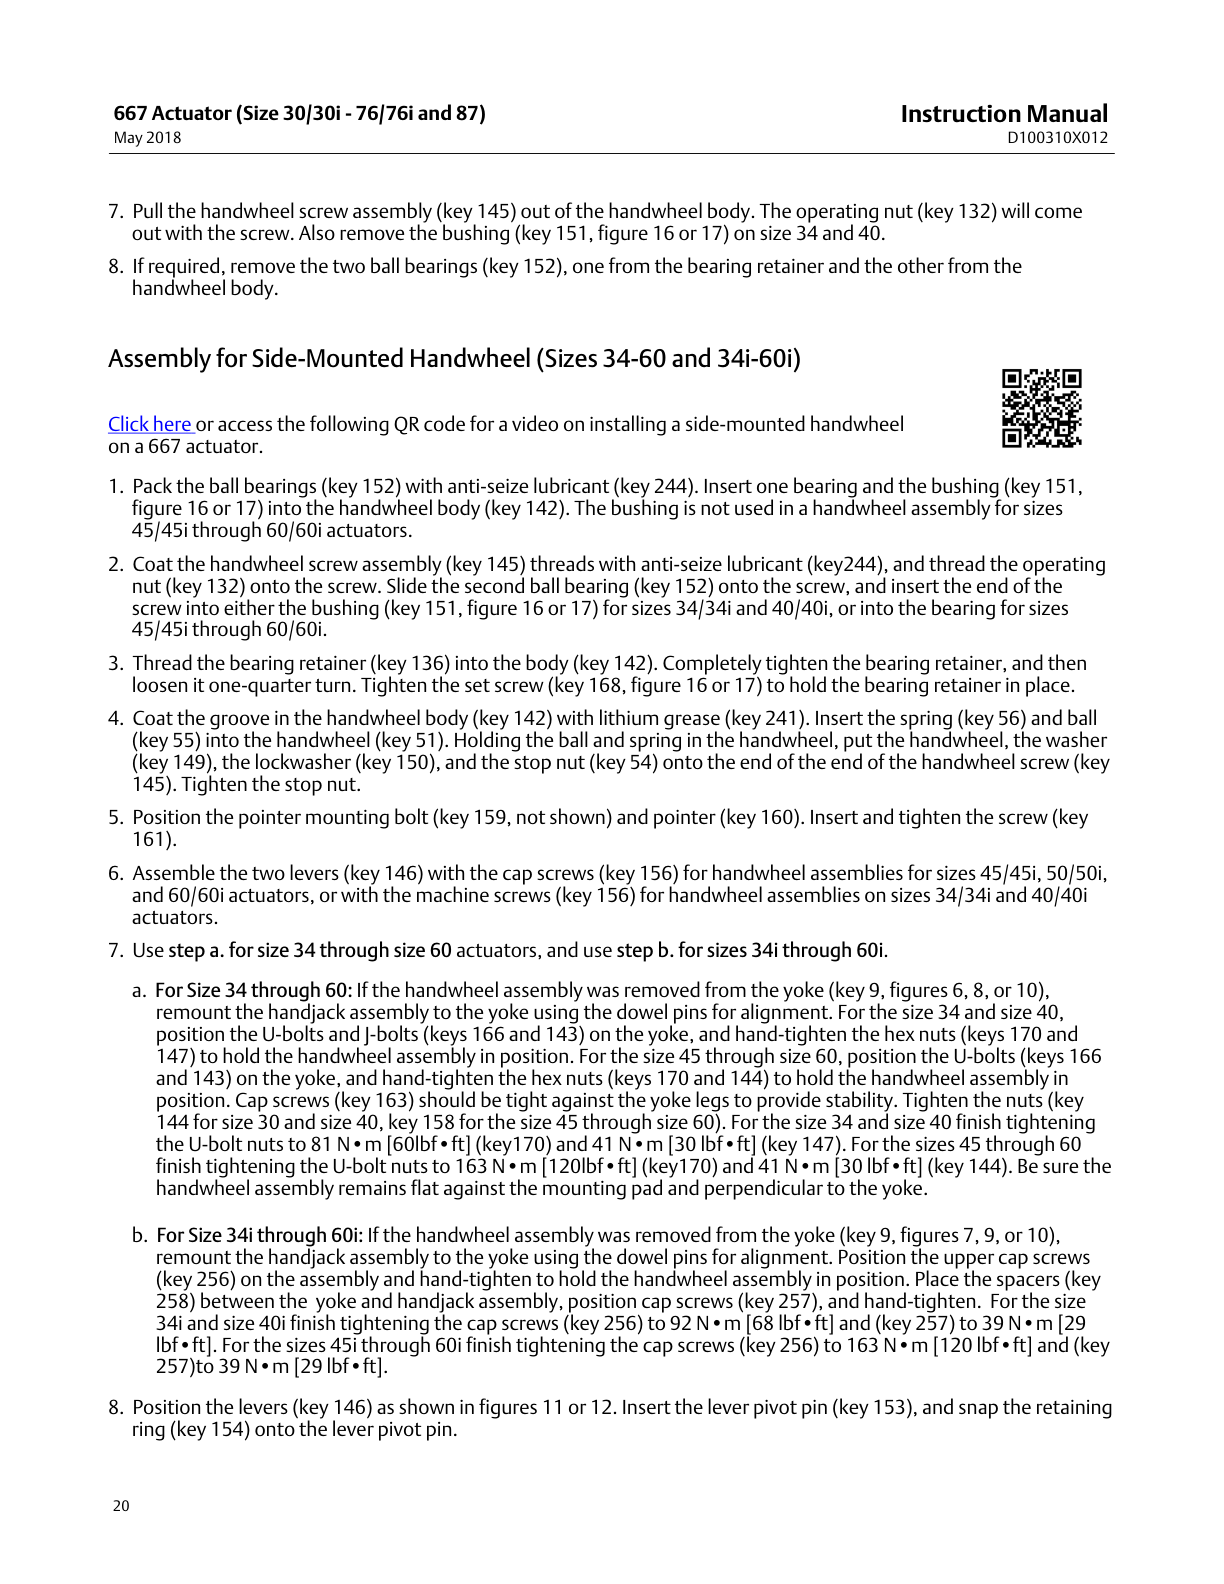 667 Actuator (Size 30/30i - 76/76i and 87)
May 2018
Instruction Manual
D100310X012
7. Pull the handwheel screw assembly (key 145) out of the handwheel body. The operating nut (key 132) will come
out with the screw. Also remove the bushing (key 151, figure 16 or 17) on size 34 and 40.
8. If required, remove the two ball bearings (key 152), one from the bearing retainer and the other from the
handwheel body.
Assembly for Side-Mounted Handwheel (Sizes 34-60 and 34i-60i)
Click here or access the following QR code for a video on installing a side-mounted handwheel
on a 667 actuator.
1. Pack the ball bearings (key 152) with anti-seize lubricant (key 244). Insert one bearing and the bushing (key 151,
figure 16 or 17) into the handwheel body (key 142). The bushing is not used in a handwheel assembly for sizes
45/45i through 60/60i actuators.
2. Coat the handwheel screw assembly (key 145) threads with anti-seize lubricant (key244), and thread the operating
nut (key 132) onto the screw. Slide the second ball bearing (key 152) onto the screw, and insert the end of the
screw into either the bushing (key 151, figure 16 or 17) for sizes 34/34i and 40/40i, or into the bearing for sizes
45/45i through 60/60i.
3. Thread the bearing retainer (key 136) into the body (key 142). Completely tighten the bearing retainer, and then
loosen it one-quarter turn. Tighten the set screw (key 168, figure 16 or 17) to hold the bearing retainer in place.
4. Coat the groove in the handwheel body (key 142) with lithium grease (key 241). Insert the spring (key 56) and ball
(key 55) into the handwheel (key 51). Holding the ball and spring in the handwheel, put the handwheel, the washer
(key 149), the lockwasher (key 150), and the stop nut (key 54) onto the end of the end of the handwheel screw (key
145). Tighten the stop nut.
5. Position the pointer mounting bolt (key 159, not shown) and pointer (key 160). Insert and tighten the screw (key
161).
6. Assemble the two levers (key 146) with the cap screws (key 156) for handwheel assemblies for sizes 45/45i, 50/50i,
and 60/60i actuators, or with the machine screws (key 156) for handwheel assemblies on sizes 34/34i and 40/40i
actuators.
7. Use step a. for size 34 through size 60 actuators, and use step b. for sizes 34i through 60i.
a. For Size 34 through 60: If the handwheel assembly was removed from the yoke (key 9, figures 6, 8, or 10),
remount the handjack assembly to the yoke using the dowel pins for alignment. For the size 34 and size 40,
position the U-bolts and J-bolts (keys 166 and 143) on the yoke, and hand-tighten the hex nuts (keys 170 and
147) to hold the handwheel assembly in position. For the size 45 through size 60, position the U-bolts (keys 166
and 143) on the yoke, and hand-tighten the hex nuts (keys 170 and 144) to hold the handwheel assembly in
position. Cap screws (key 163) should be tight against the yoke legs to provide stability. Tighten the nuts (key
144 for size 30 and size 40, key 158 for the size 45 through size 60). For the size 34 and size 40 finish tightening
the U-bolt nuts to 81 N•m [60lbf•ft] (key170) and 41 N•m [30 lbf•ft] (key 147). For the sizes 45 through 60
finish tightening the U-bolt nuts to 163 N•m [120lbf•ft] (key170) and 41 N•m [30 lbf•ft] (key 144). Be sure the
handwheel assembly remains flat against the mounting pad and perpendicular to the yoke.
b. For Size 34i through 60i: If the handwheel assembly was removed from the yoke (key 9, figures 7, 9, or 10),
remount the handjack assembly to the yoke using the dowel pins for alignment. Position the upper cap screws
(key 256) on the assembly and hand-tighten to hold the handwheel assembly in position. Place the spacers (key
258) between the yoke and handjack assembly, position cap screws (key 257), and hand-tighten. For the size
34i and size 40i finish tightening the cap screws (key 256) to 92 N•m [68 lbf•ft] and (key 257) to 39 N•m [29
lbf•ft]. For the sizes 45i through 60i finish tightening the cap screws (key 256) to 163 N•m [120 lbf•ft] and (key
257)to 39 N•m [29 lbf•ft].
8. Position the levers (key 146) as shown in figures 11 or 12. Insert the lever pivot pin (key 153), and snap the retaining
ring (key 154) onto the lever pivot pin.
20